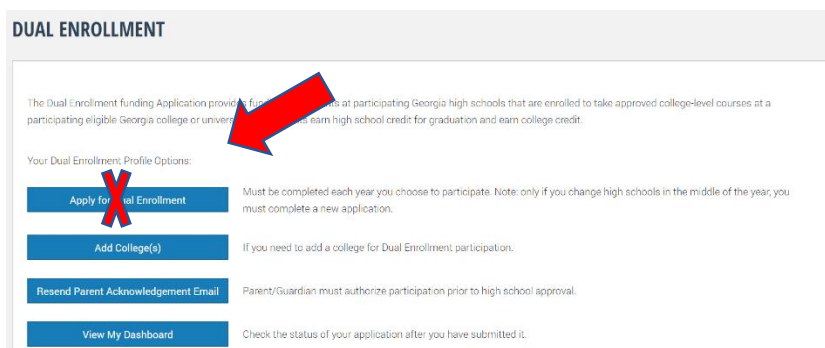 DUAL ENROLLMENT
The Dual Enrollment funding Application provides at participating Georgia high schools that are enrolled to take approved college-level courses at a
participating eligible Georgia college or earn high school credit for graduation and earn college credit.
Your Dual Enrollment Profile Options:
Apply for Dual Enrollment
Must be completed each year you choose to participate. Note: only if you change high schools in the middle of the year, you
must complete a new application.
Add College(s)
If you need to add a college for Dual Enrollment participation.
Resend Parent Acknowledgement Email
Parent/Guardian must authorize participation prior to high school approval.
View My Dashboard
Check the status of your application after you have submitted it.